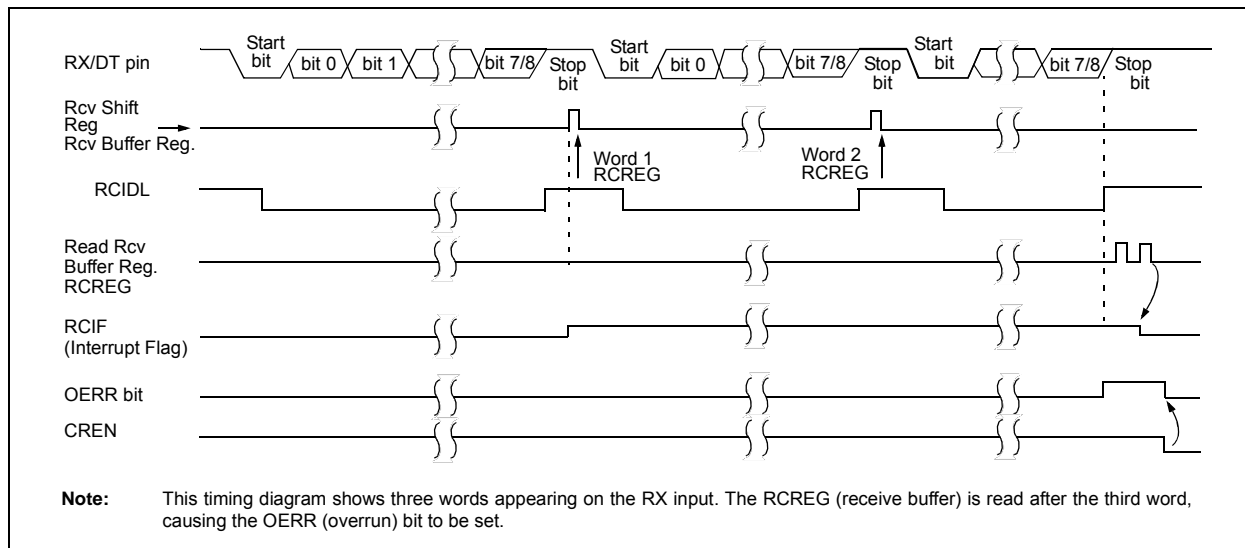 RX/DT pin
Start
bit
bit 0
bit 1
bit 7/8
Stop
bit
Start
bit
bit 0
bit 7/8
Stop
bit
Start
bit
bit 7/8
Stop
bit
Rcv Shift
Reg
Rcv Buffer Reg.
Word 1
RCREG
Word 2
RCREG
RCIDL
Read Rcv
Buffer Reg.
RCREG
RCIF
(Interrupt Flag)
OERR bit
CREN
Note: This timing diagram shows three words appearing on the RX input. The RCREG (receive buffer) is read after the third word,
causing the OERR (overrun) bit to be set.